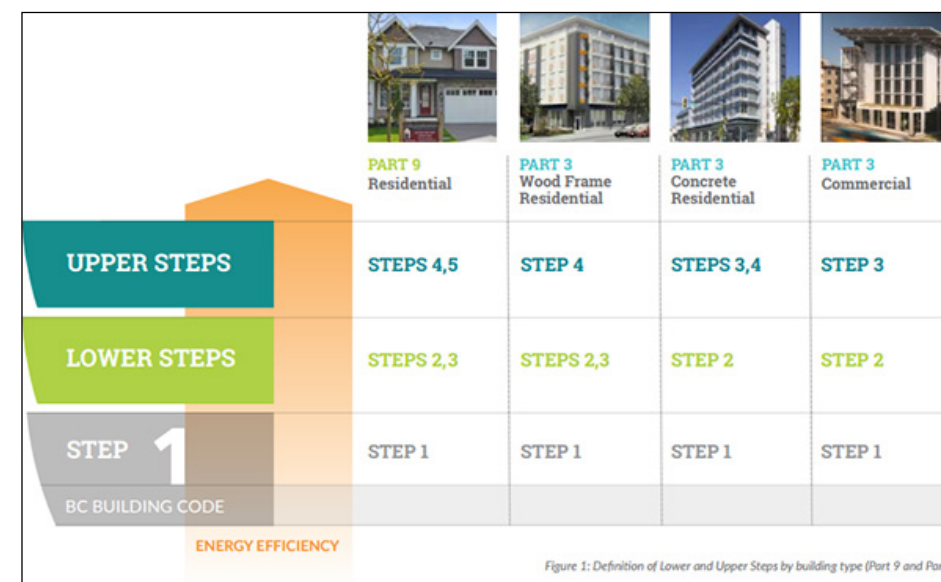 PART 9
Residential
PART 3
Wood Frame
Residential
PART 3
Concrete
Residential
PART 3
Commercial
UPPER STEPS
STEPS 4,5
STEP 4
STEPS 3,4
STEP 3
LOWER STEPS
STEPS 2,3
STEPS 2,3
STEP 2
STEP 2
STEP 1
STEP 1
STEP 1
STEP 1
STEP 1
BC BUILDING CODE
ENERGY EFFICIENCY
Figure 1: Definition of Lower and Upper Steps by building type (Part 9 and Par